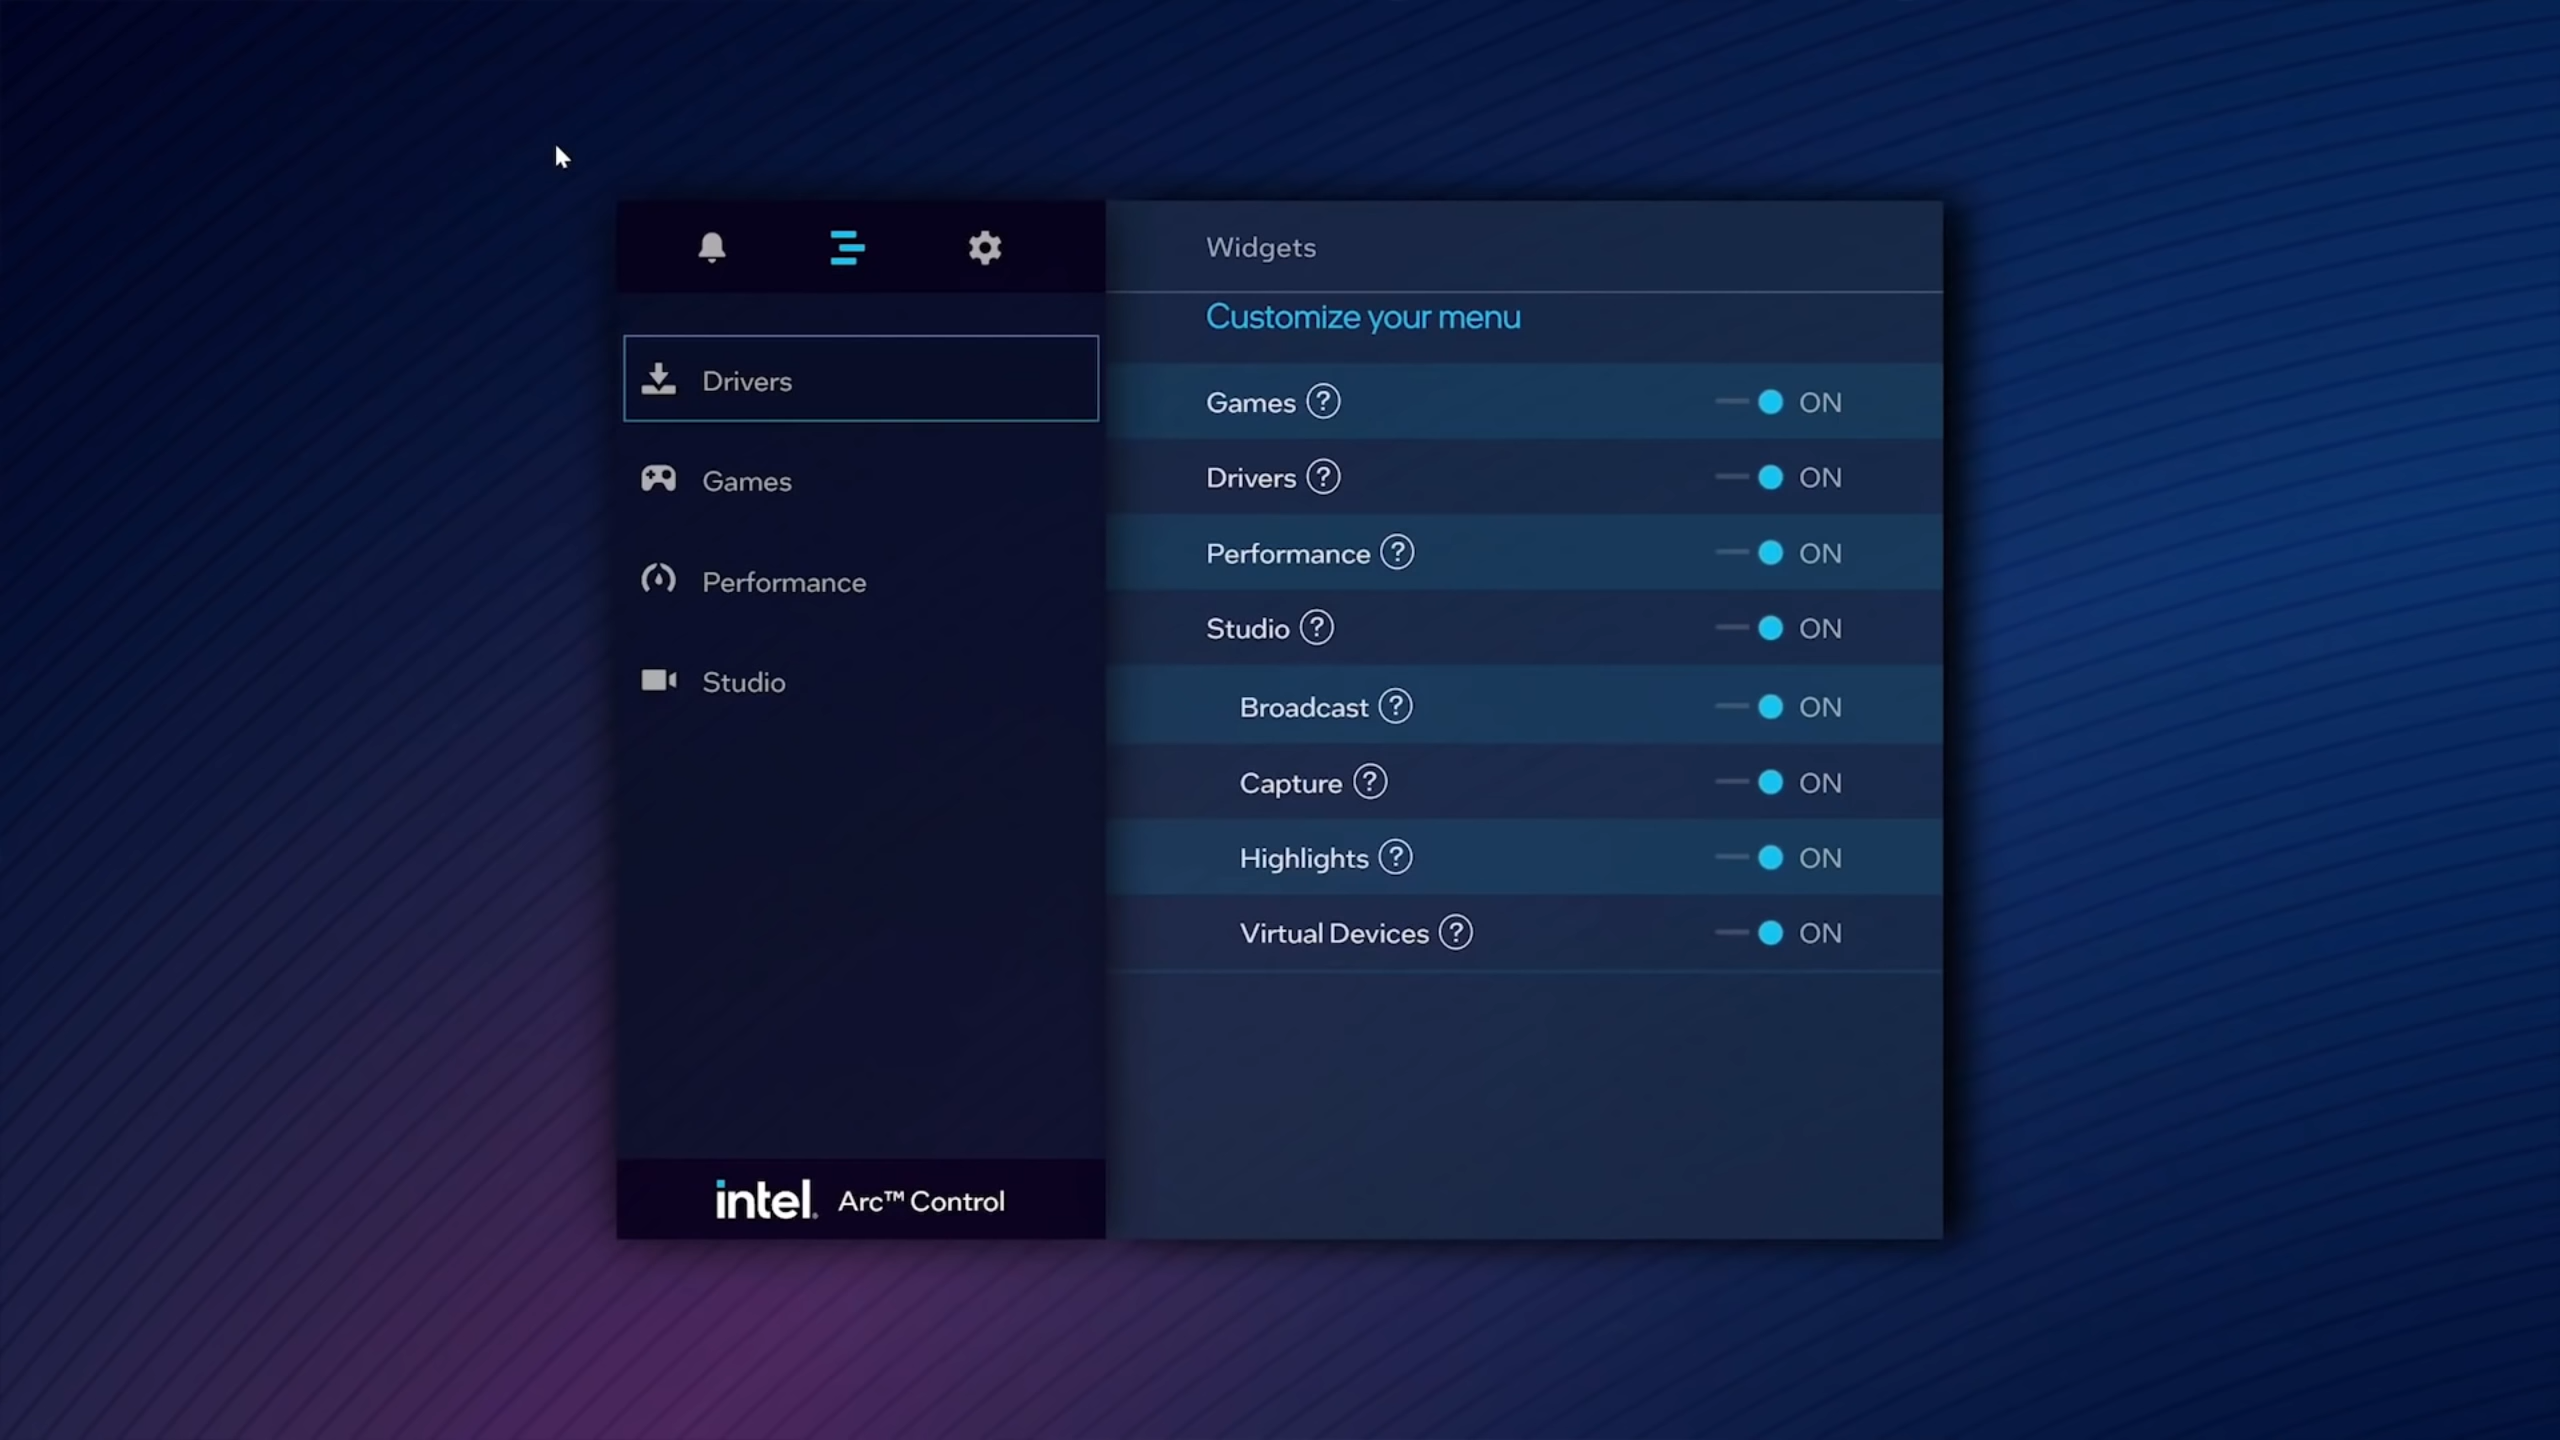 Drivers
Games
Performance
Studio
intel. Arc™ Control
Widgets
Customize your menu
Games ? ON
Drivers ? ON
Performance ? ON
Studio ? ON
Broadcast ? ON
Capture ? ON
Highlights ? ON
Virtual Devices ? ON